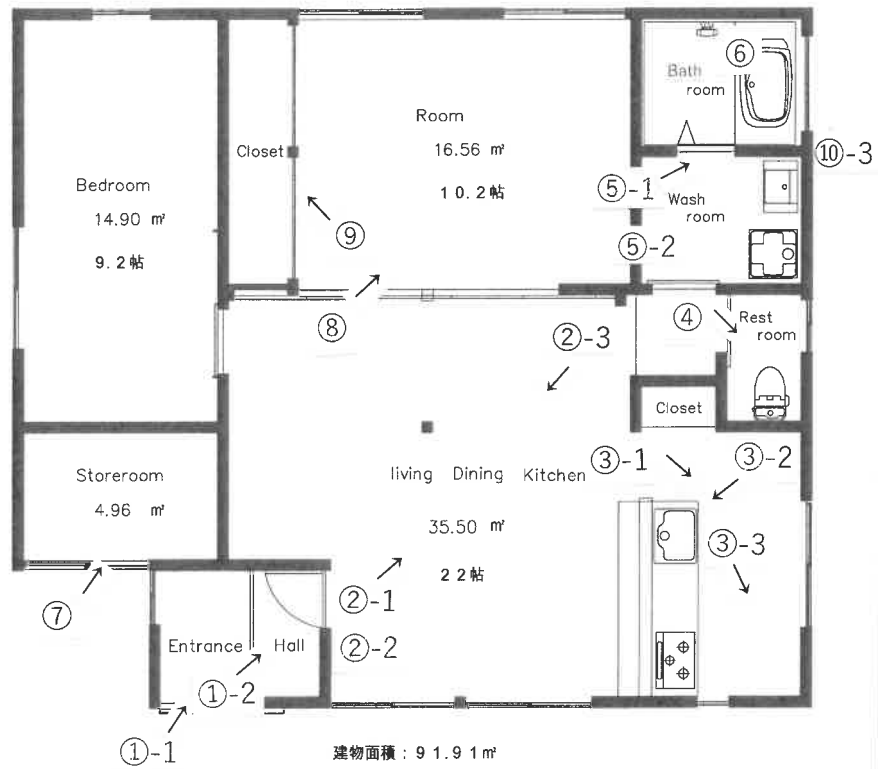 ⑥
Bath
room
Room
16.56 ㎡
10.2帖
Closet
⑩-3
⑤-1
Wash
room
Bedroom
14.90 ㎡
9.2帖
⑨
⑤-2
⑧
②-3
④
Rest
room
Closet
③-1
③-2
Storeroom
4.96 ㎡
living Dining Kitchen
35.50 ㎡
22帖
③-3
⑦
②-1
②-2
Entrance
Hall
①-2
①-1
建物面積：91.91㎡